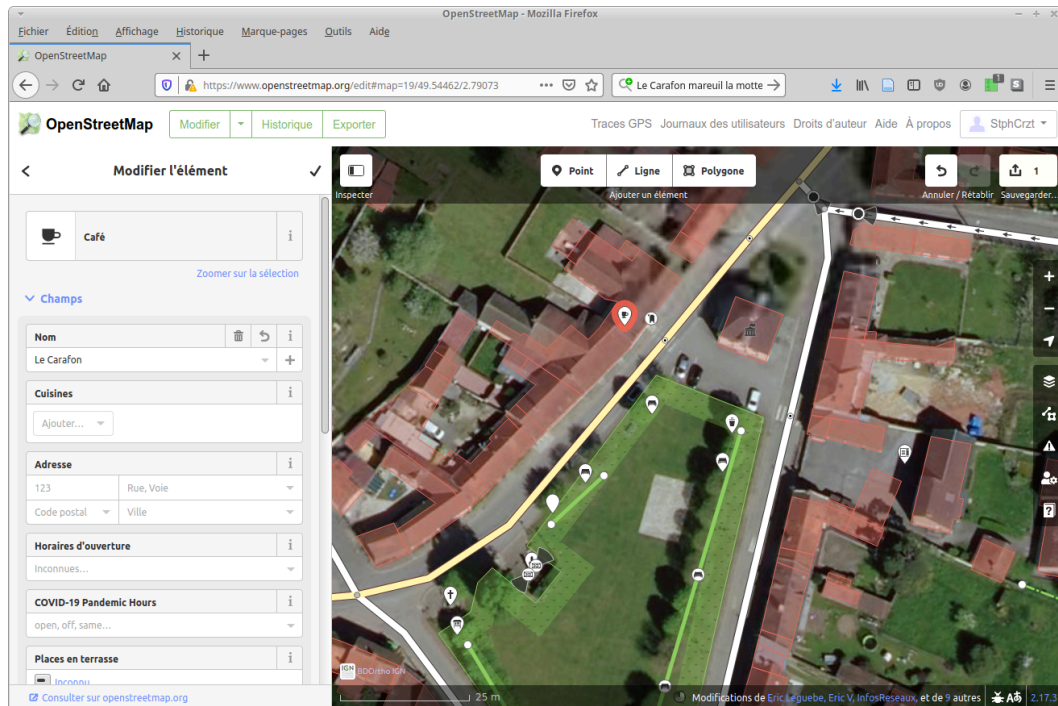 OpenStreetMap - Mozilla Firefox
Fichier Édition Affichage Historique Marque-pages Outils Aide
OpenStreetMap
https://www.openstreetmap.org/edit#map=19/49.54462/2.79073
Le Carafon mareuil la motte
1
OpenStreetMap
Modifier Historique Exporter
Traces GPS Journaux des utilisateurs Droits d'auteur Aide À propos StphCrzt
Modifier l'élément
Inspecter
Point Ligne Polygone
Ajouter un élément
1
Annuler / Rétablir Sauvegarder...
Café
Zoomer sur la sélection
Champs
Nom
Le Carafon
Cuisines
Ajouter...
Adresse
123 Rue, Voie
Code postal Ville
Horaires d'ouverture
Inconnues...
COVID-19 Pandemic Hours
open, off, same...
Places en terrasse
Inconnu
Consulter sur openstreetmap.org
IGN BDOrtho IGN
25 m
Modifications de Eric Leguebe, Eric V, InfosReseaux, et de 9 autres
2.17.3